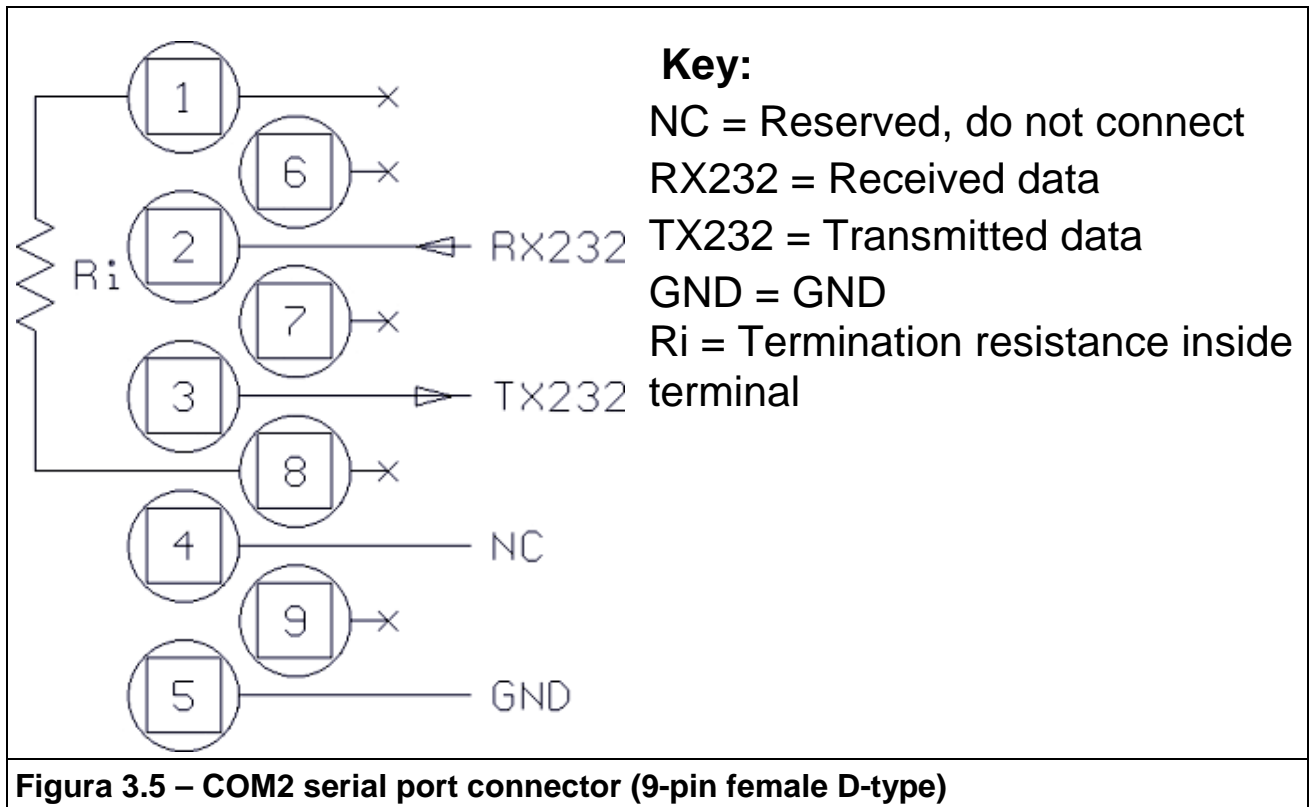 Key:
NC = Reserved, do not connect
RX232 = Received data
TX232 = Transmitted data
GND = GND
Ri = Termination resistance inside
terminal
1
6
2
RX232
Ri
7
3
TX232
8
4
NC
9
5
GND
Figura 3.5 – COM2 serial port connector (9-pin female D-type)